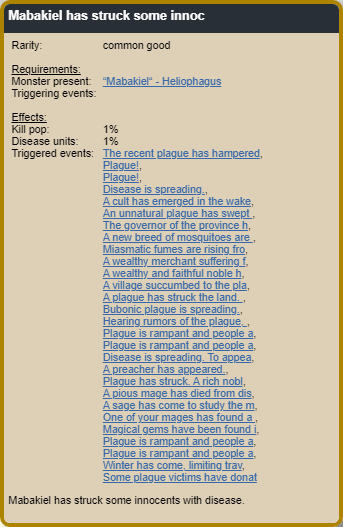 Mabakiel has struck some innoc
Rarity: common good
Requirements:
Monster present: "Mabakiel" - Heliophagus
Triggering events:
Effects:
Kill pop: 1%
Disease units: 1%
Triggered events: The recent plague has hampered,
Plague!,
Plague!,
Disease is spreading.,
A cult has emerged in the wake,
An unnatural plague has swept ,
The governor of the province h,
A new breed of mosquitoes are ,
Miasmatic fumes are rising fro,
A wealthy merchant suffering f,
A wealthy and faithful noble h,
A village succumbed to the pla,
A plague has struck the land. ,
Bubonic plague is spreading.,
Hearing rumors of the plague, ,
Plague is rampant and people a,
Plague is rampant and people a,
Disease is spreading. To appea,
A preacher has appeared.,
Plague has struck. A rich nobl,
A pious mage has died from dis,
A sage has come to study the m,
One of your mages has found a ,
Magical gems have been found i,
Plague is rampant and people a,
Plague is rampant and people a,
Winter has come, limiting trav,
Some plague victims have donat
Mabakiel has struck some innocents with disease.